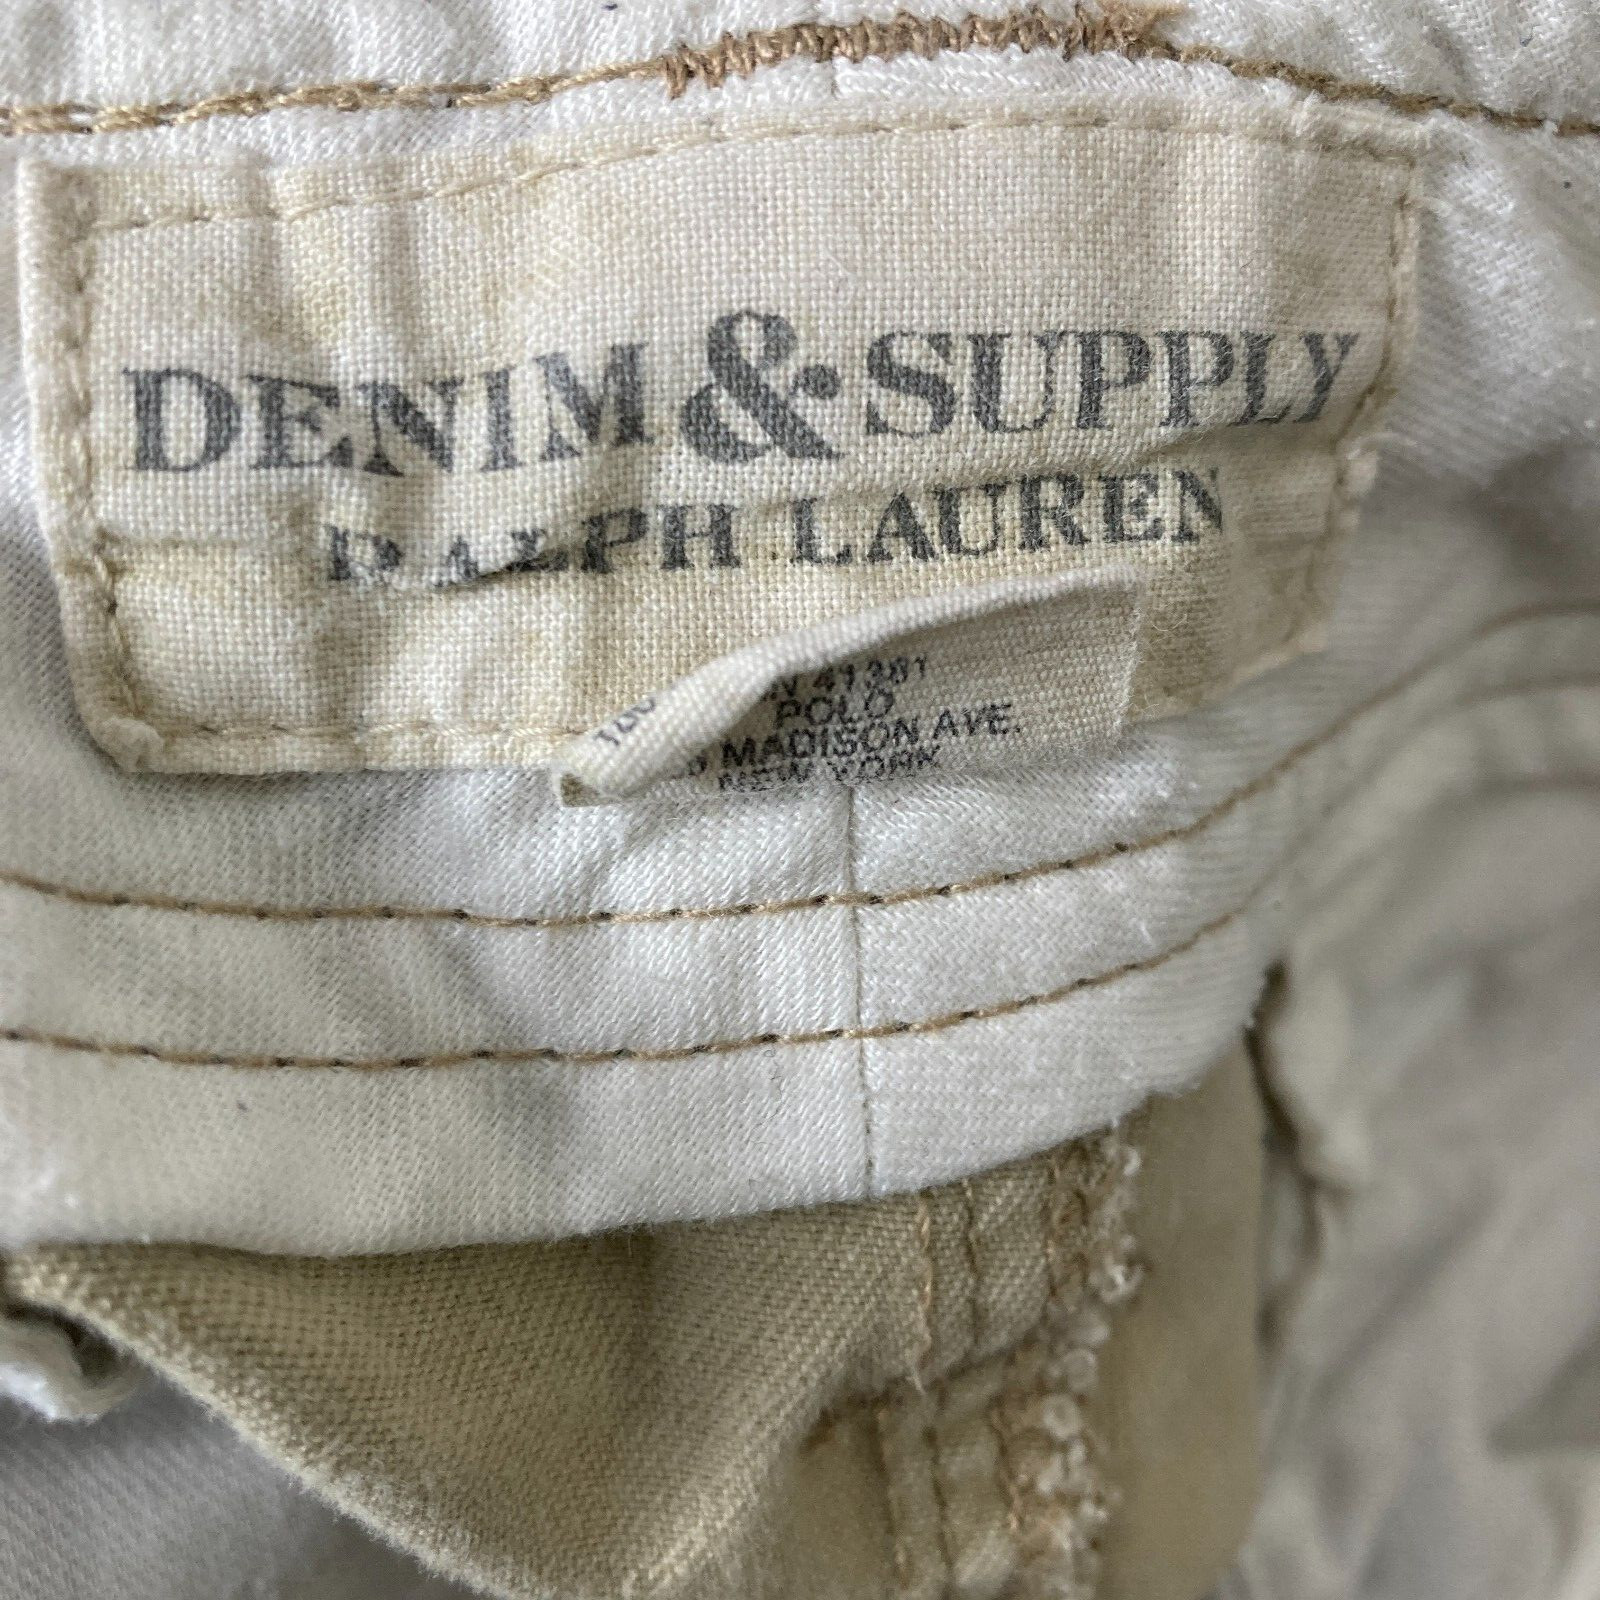 DENIM & SUPPLY
RALPH LAUREN
N 41381
POLO
MADISON AVE.
NEW YORK